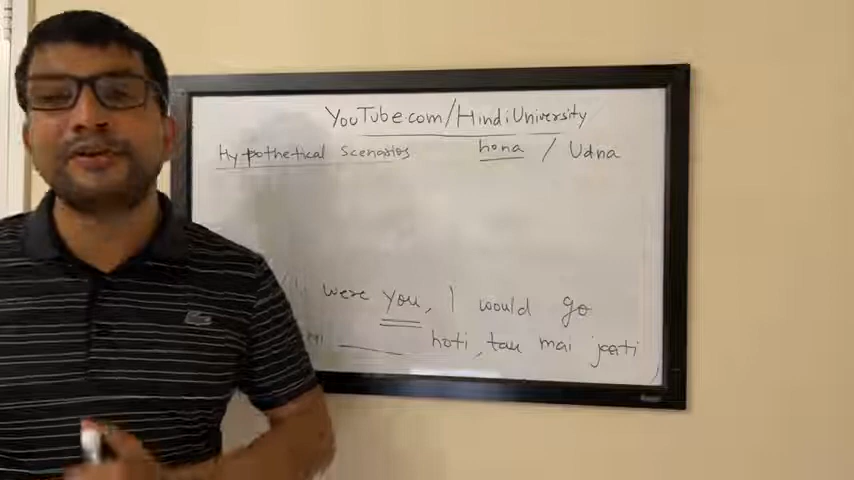 YouTube.com/HindiUniversity
Hypothetical Scenarios hona / Udna
were you, I would go
hoti, tau mai jaati